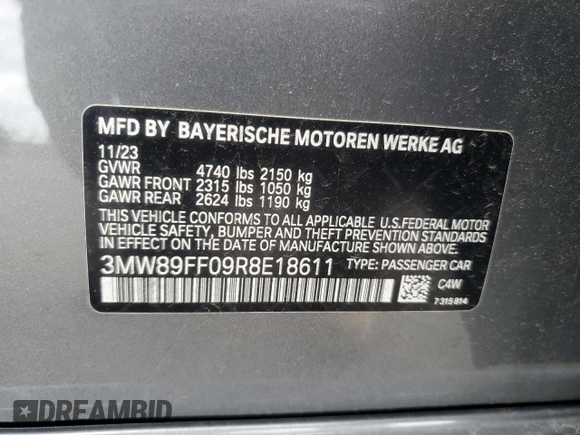 MFD BY BAYERISCHE MOTOREN WERKE AG
11/23
GVWR 4740 lbs 2150 kg
GAWR FRONT 2315 lbs 1050 kg
GAWR REAR 2624 lbs 1190 kg
THIS VEHICLE CONFORMS TO ALL APPLICABLE U.S.FEDERAL MOTOR
VEHICLE SAFETY, BUMPER AND THEFT PREVENTION STANDARDS
IN EFFECT ON THE DATE OF MANUFACTURE SHOWN ABOVE.
3MW89FF09R8E18611 TYPE: PASSENGER CAR
C4W
7315814
DREAMBID